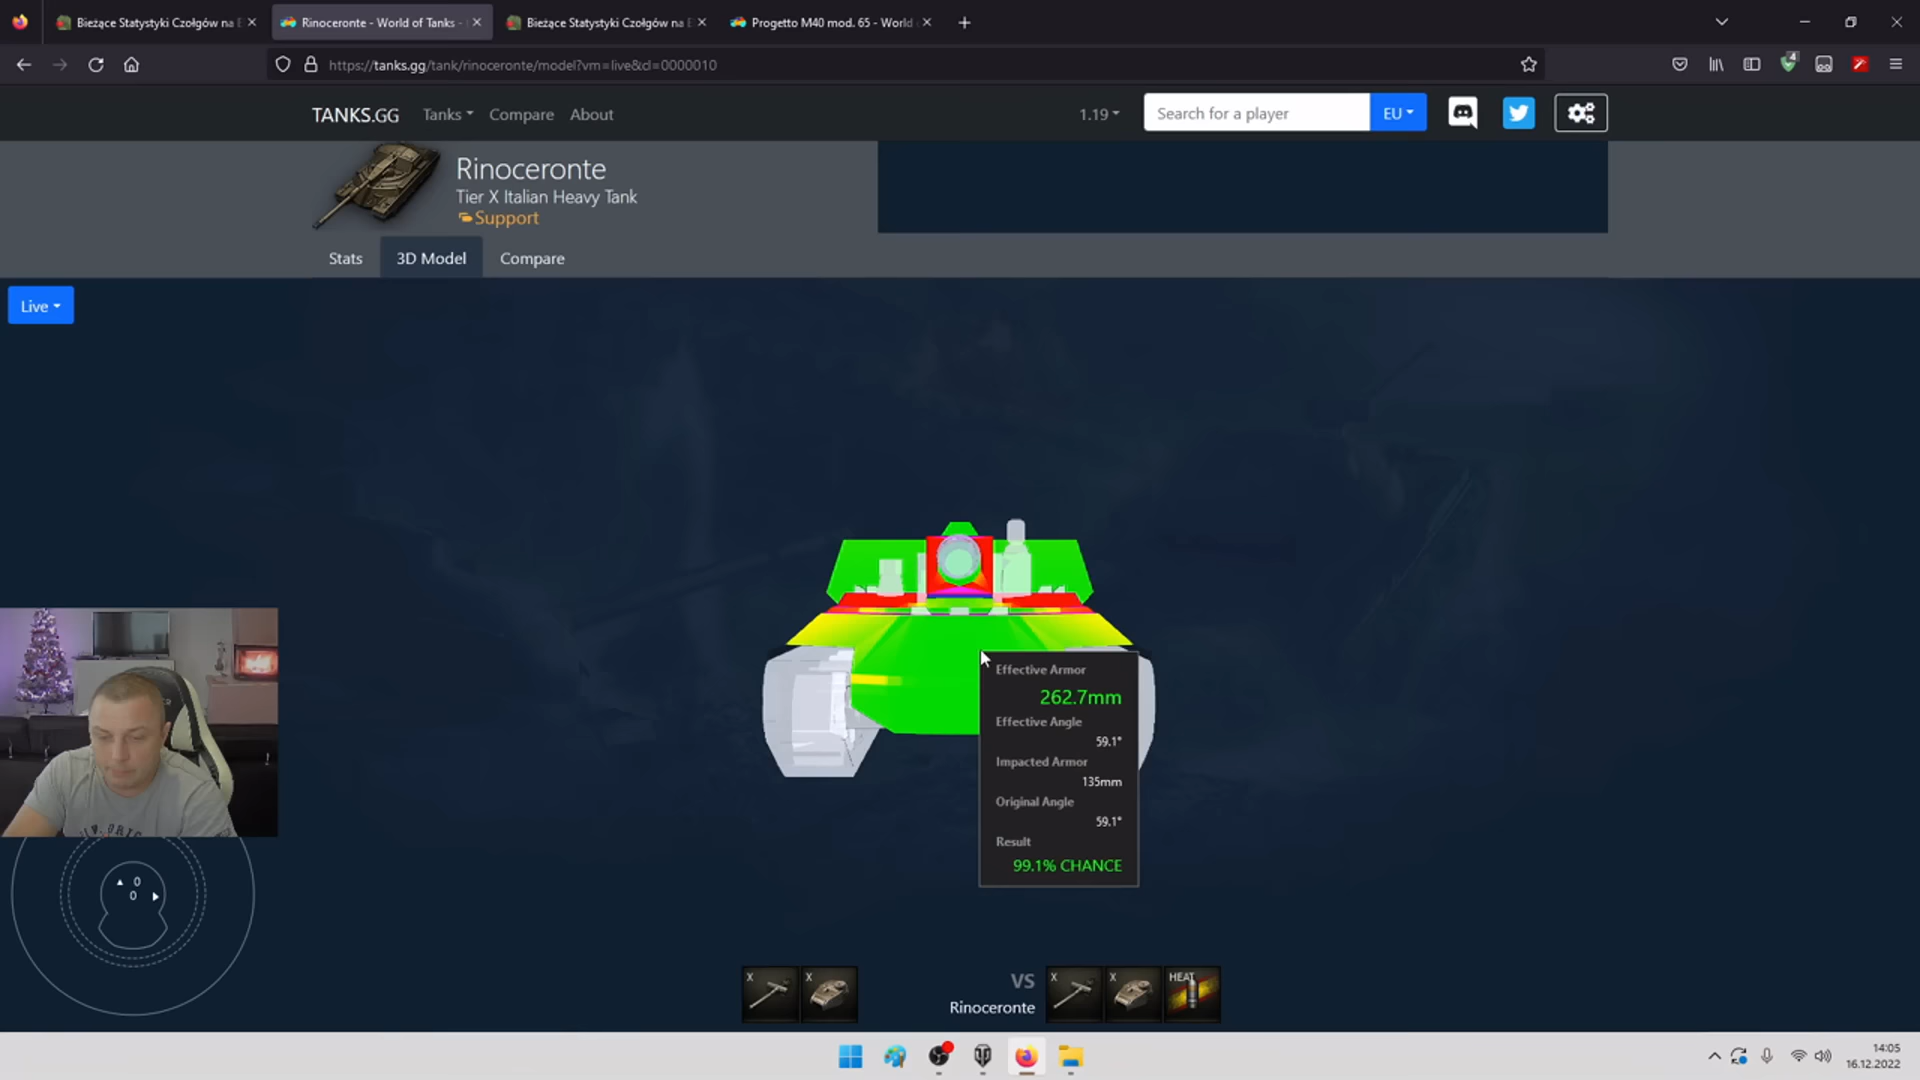 Bieżące Statystyki Czołgów na E
Rinoceronte - World of Tanks -
Bieżące Statystyki Czołgów na E
Progetto M40 mod. 65 - World
https://tanks.gg/tank/rinoceronte/model?vm=live&cl=0000010
4
TANKS.GG
Tanks
Compare
About
1.19
Search for a player
EU
Rinoceronte
Tier X Italian Heavy Tank
Support
Stats
3D Model
Compare
Live
Effective Armor
262.7mm
Effective Angle
59.1°
Impacted Armor
135mm
Original Angle
59.1°
Result
99.1% CHANCE
0
0
X
X
VS
Rinoceronte
X
X
HEAT
14:05
16.12.2022